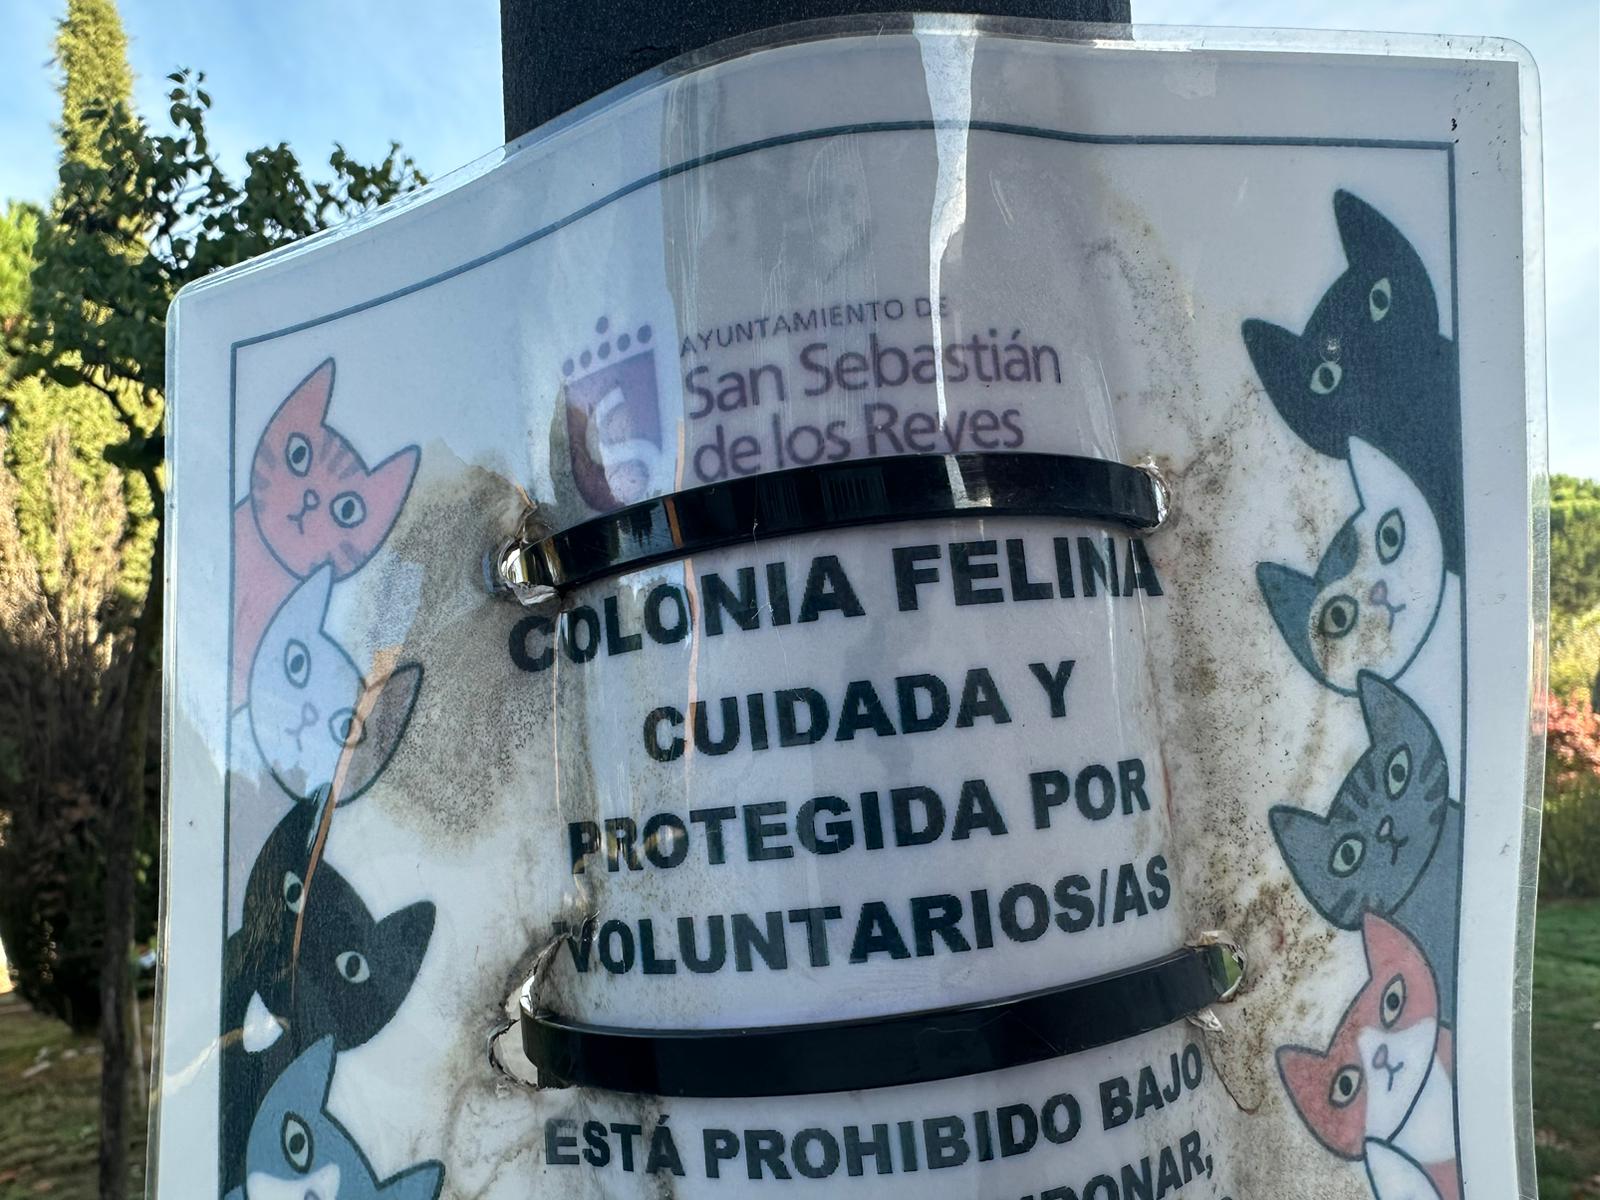 AYUNTAMIENTO DE
San Sebastián
de los Reyes
COLONIA FELINA
CUIDADA Y
PROTEGIDA POR
VOLUNTARIOS/AS
ESTÁ PROHIBIDO BAJO